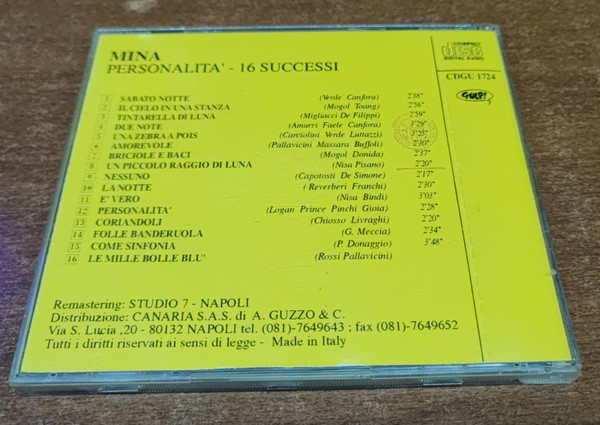 MINA
PERSONALITA' - 16 SUCCESSI
COMPACT
disc
DIGITAL AUDIO
CDGU 1724
GULP!
1 SABATO NOTTE (Verde Canfora) 2'38"
2 IL CIELO IN UNA STANZA (Mogol Toang) 2'56"
3 TINTARELLA DI LUNA (Migliacci De Filippi) 2'59"
4 DUE NOTE (Amurri Faele Canfora) 3'29"
5 UNA ZEBRA A POIS (Carciolini Verde Luttazzi) 3'25"
6 AMOREVOLE (Pallavicini Massara Buffoli) 2'30"
7 BRICIOLE E BACI (Mogol Donida) 2'37"
8 UN PICCOLO RAGGIO DI LUNA (Nisa Pisano) 2'20"
9 NESSUNO (Capotosti De Simone) 2'17"
10 LA NOTTE ( Reverberi Franchi) 2'30"
11 E' VERO (Nisa Bindi) 3'03"
12 PERSONALITA' (Logan Prince Pinchi Gioia) 2'28"
13 CORIANDOLI (Chiosso Livraghi) 2'20"
14 FOLLE BANDERUOLA (G. Meccia) 2'34"
15 COME SINFONIA (P. Donaggio) 3'48"
16 LE MILLE BOLLE BLU' (Rossi Pallavicini)
Remastering: STUDIO 7 - NAPOLI
Distribuzione: CANARIA S.A.S. di A. GUZZO & C.
Via S. Lucia ,20 - 80132 NAPOLI tel. (081)-7649643 ; fax (081)-7649652
Tutti i diritti riservati ai sensi di legge - Made in Italy